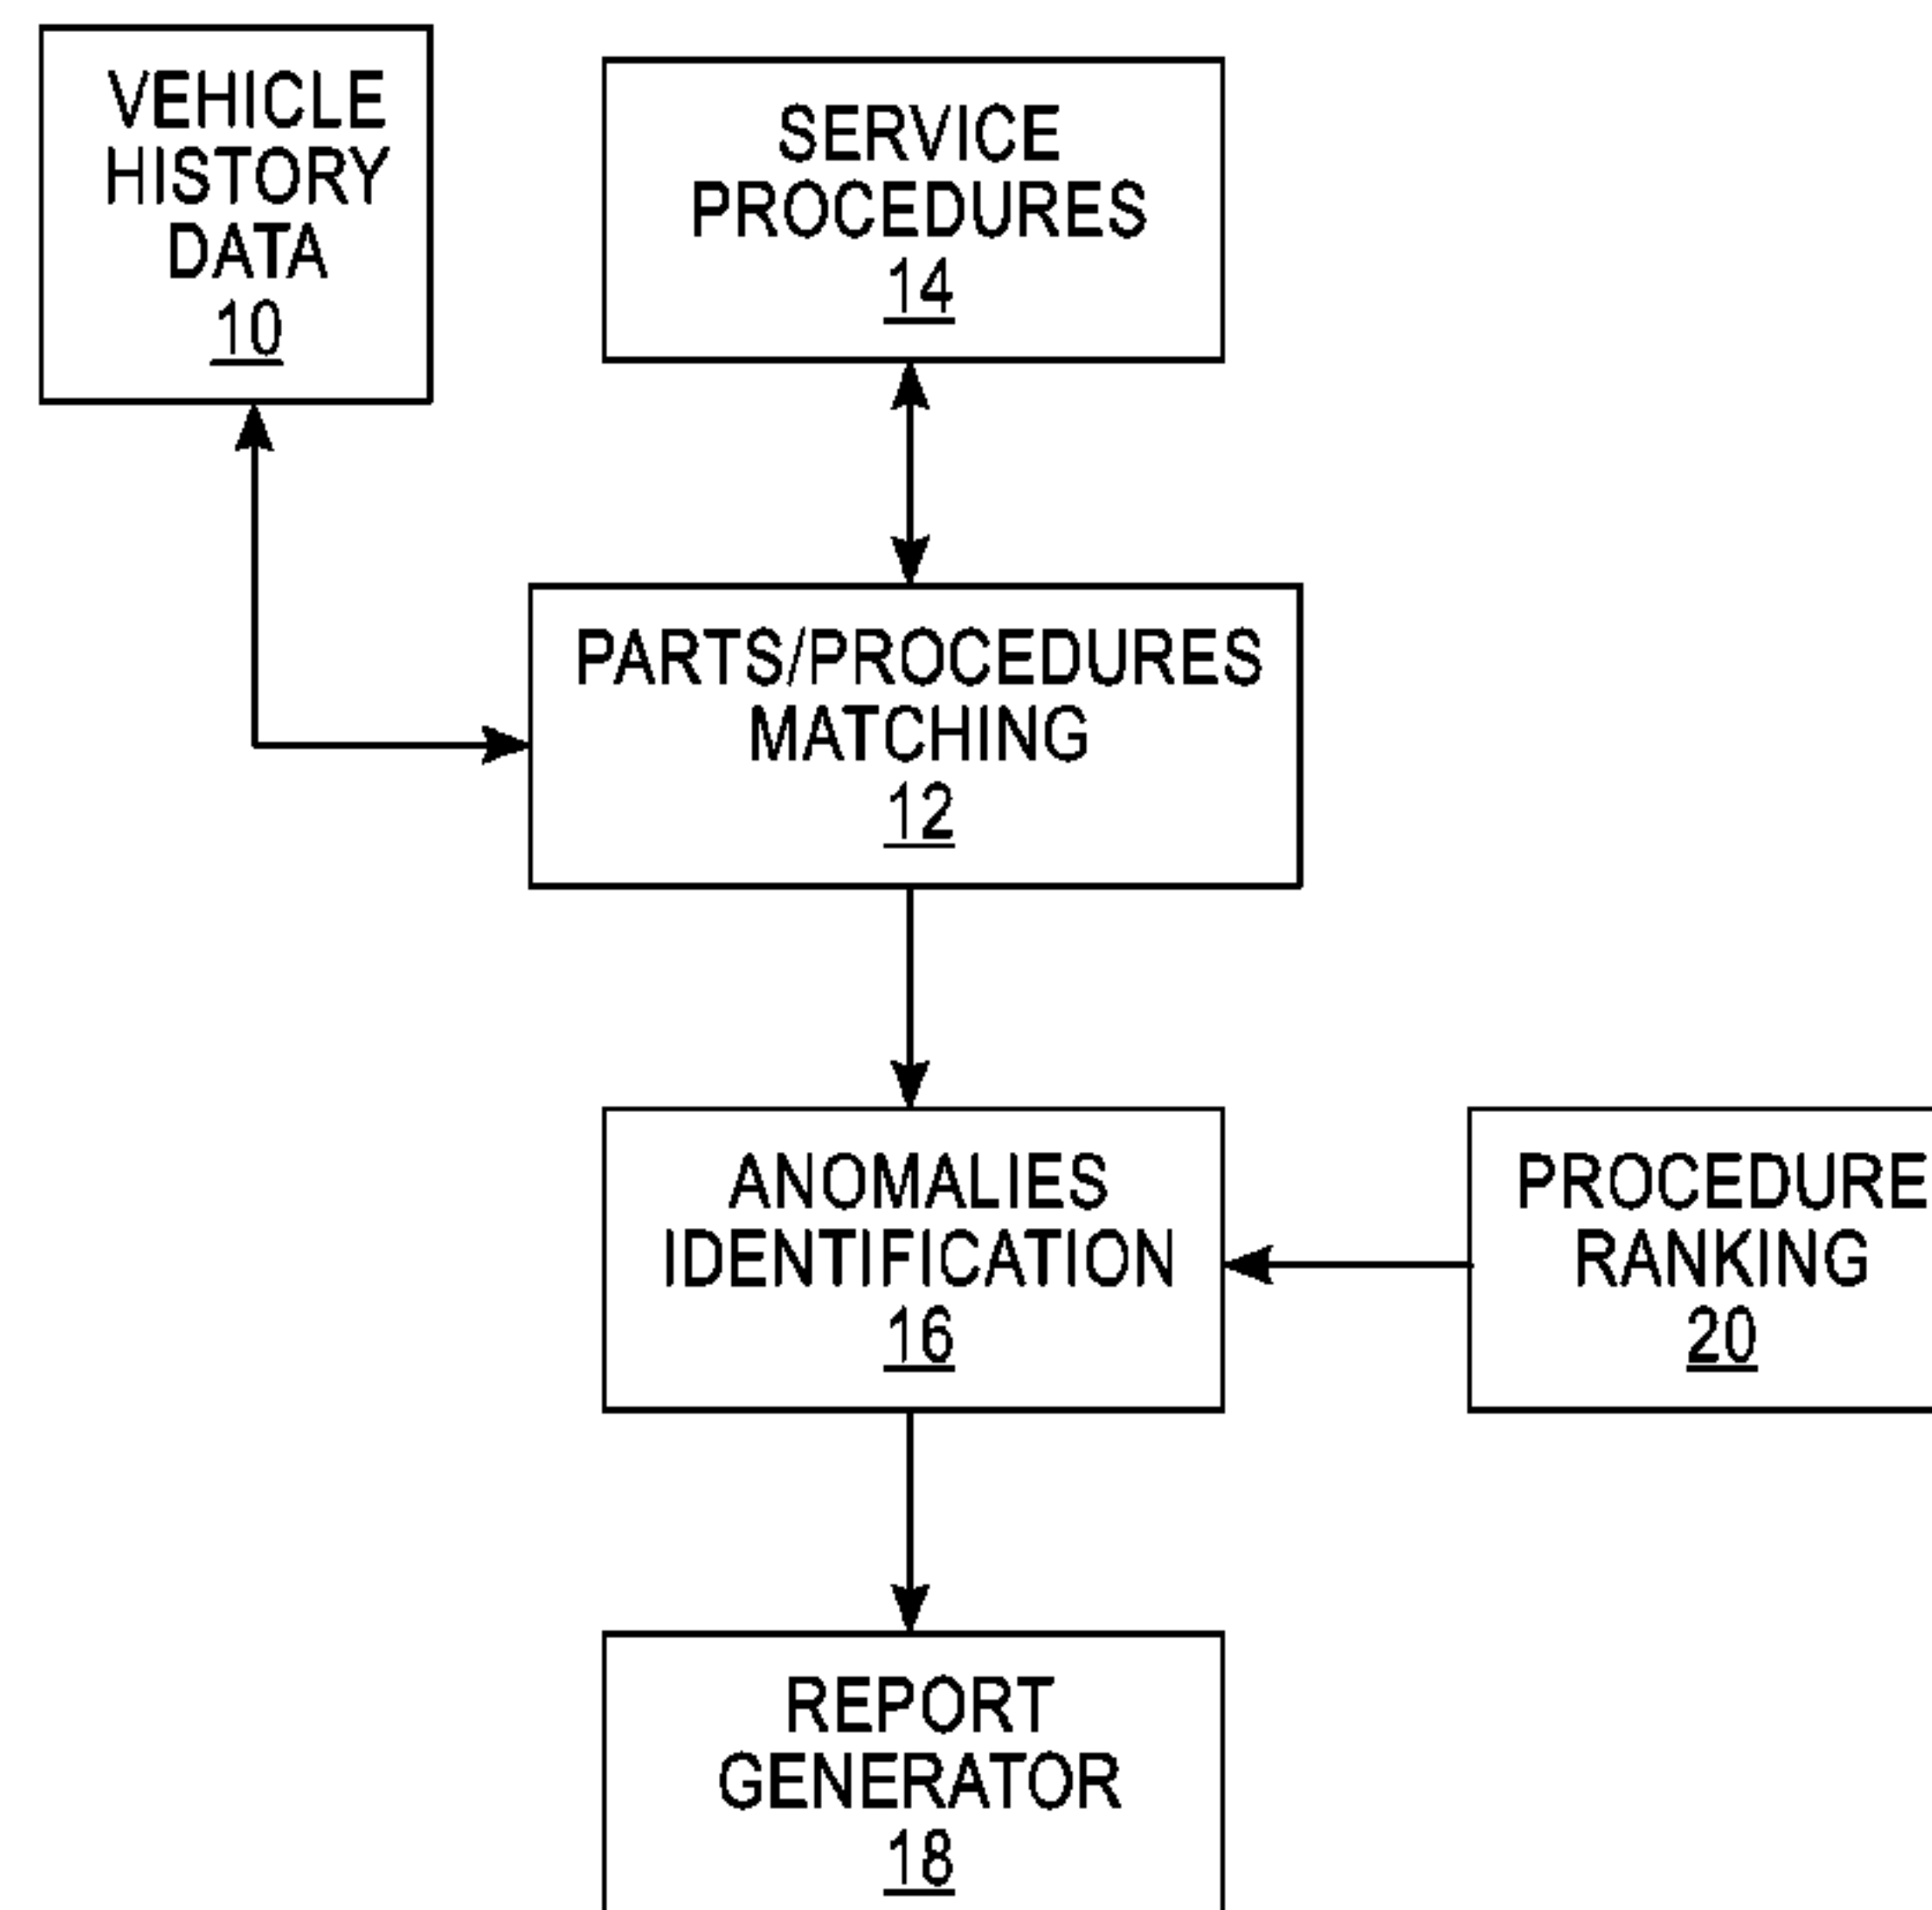 VEHICLE
HISTORY
DATA
10
SERVICE
PROCEDURES
14
PARTS/PROCEDURES
MATCHING
12
ANOMALIES
IDENTIFICATION
16
PROCEDURE
RANKING
20
REPORT
GENERATOR
18